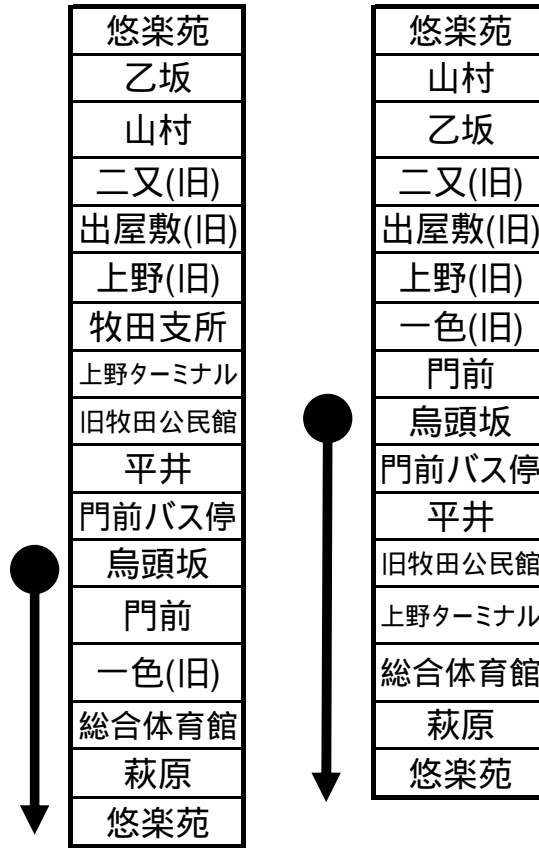 悠楽苑
乙坂
山村
二又(旧)
出屋敷(旧)
上野(旧)
牧田支所
上野ターミナル
旧牧田公民館
平井
門前バス停
烏頭坂
門前
一色(旧)
総合体育館
萩原
悠楽苑
悠楽苑
山村
乙坂
二又(旧)
出屋敷(旧)
上野(旧)
一色(旧)
門前
烏頭坂
門前バス停
平井
旧牧田公民館
上野ターミナル
総合体育館
萩原
悠楽苑